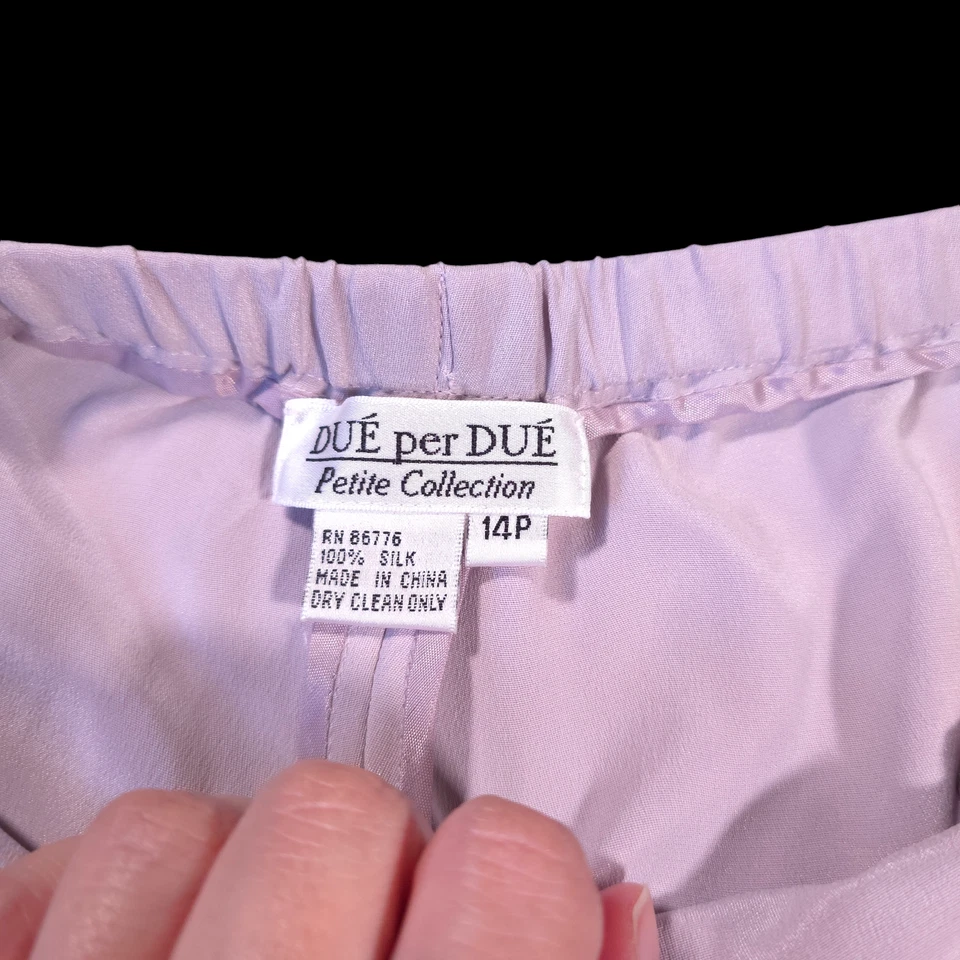 DUÉ per DUÉ
Petite Collection
14P
RN 86776
100% SILK
MADE IN CHINA
DRY CLEAN ONLY